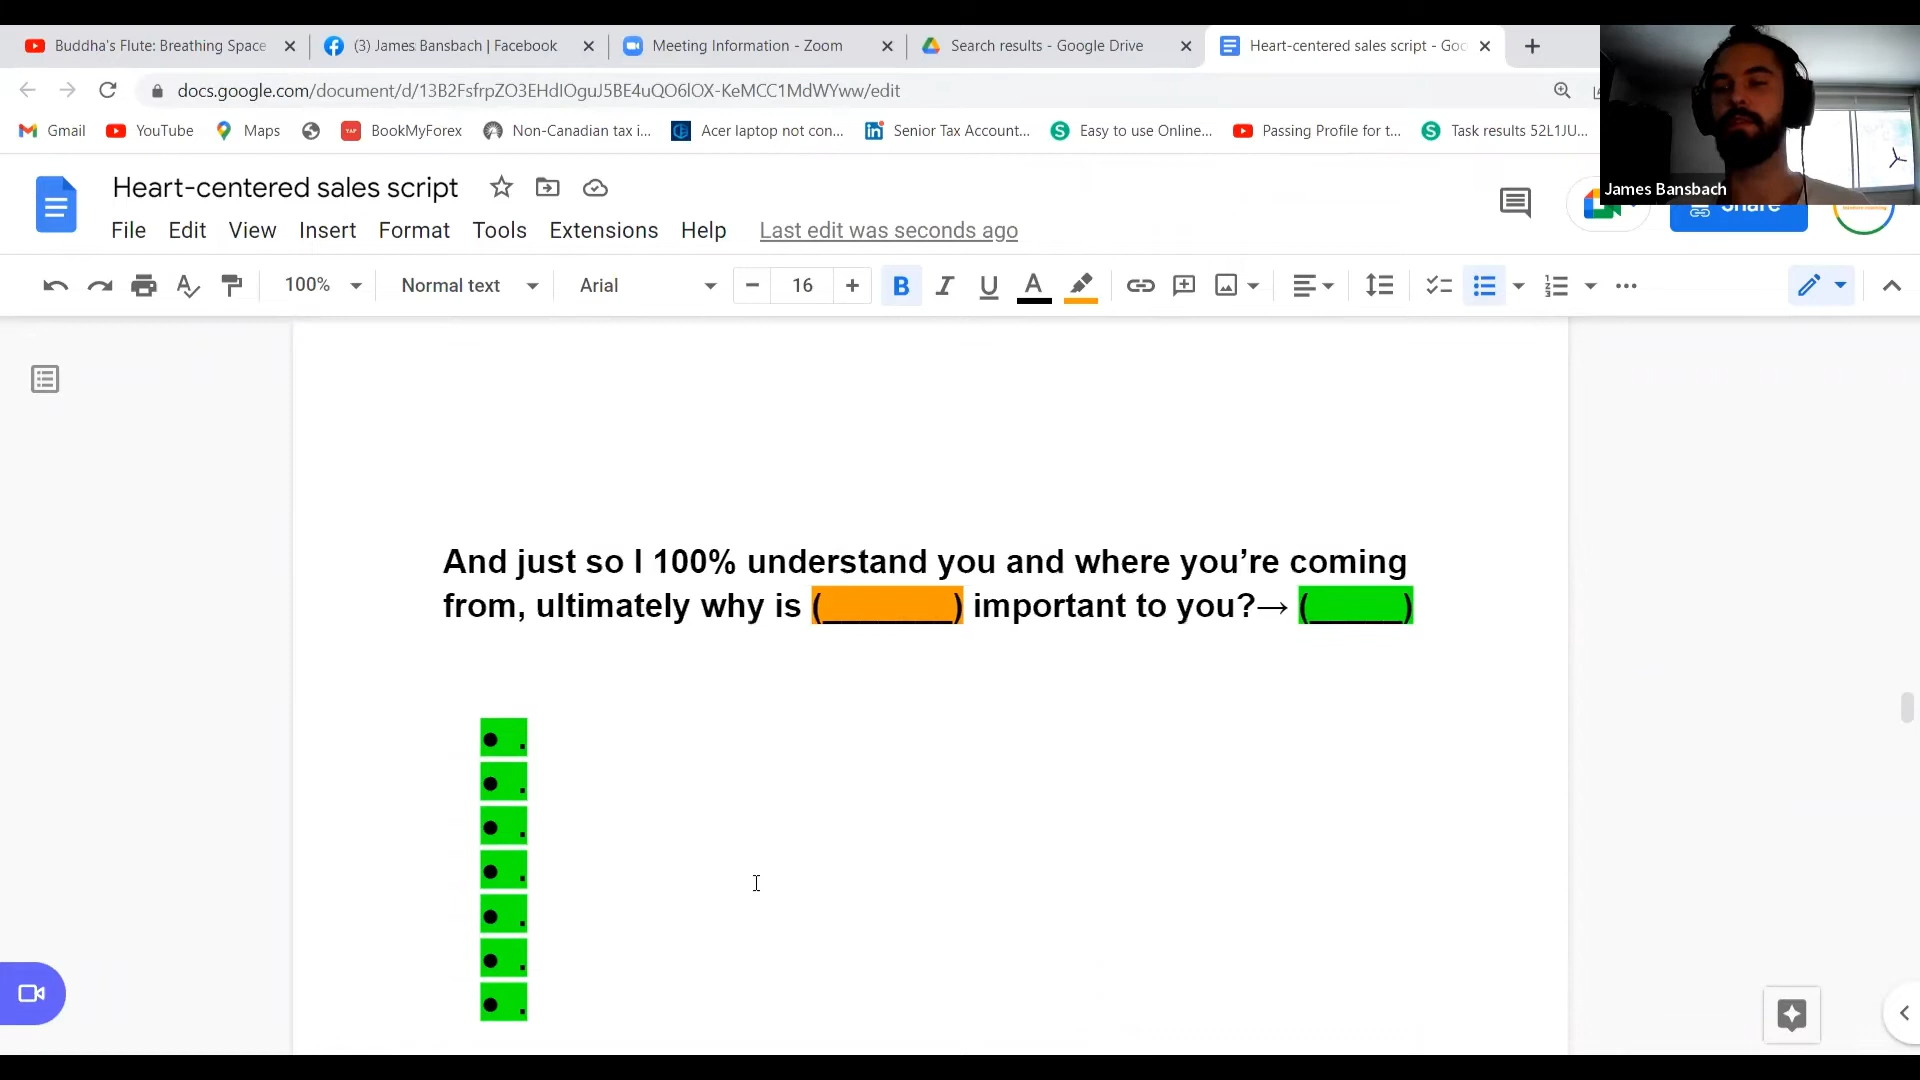 Buddha's Flute: Breathing Space
(3) James Bansbach | Facebook
Meeting Information - Zoom
Search results - Google Drive
Heart-centered sales script - Goo
docs.google.com/document/d/13B2FsfrpZO3EHdIOguJ5BE4uQO6lOX-KeMCC1MdWYww/edit
Gmail
YouTube
Maps
BookMyForex
Non-Canadian tax i...
Acer laptop not con...
Senior Tax Account...
Easy to use Online...
Passing Profile for t...
Task results 52L1JU...
James Bansbach
Heart-centered sales script
File Edit View Insert Format Tools Extensions Help Last edit was seconds ago
Share
100% Normal text Arial 16 B I U A
And just so I 100% understand you and where you’re coming
from, ultimately why is (_______) important to you?→ (_____)
● .
● .
● .
● .
● .
● .
● .